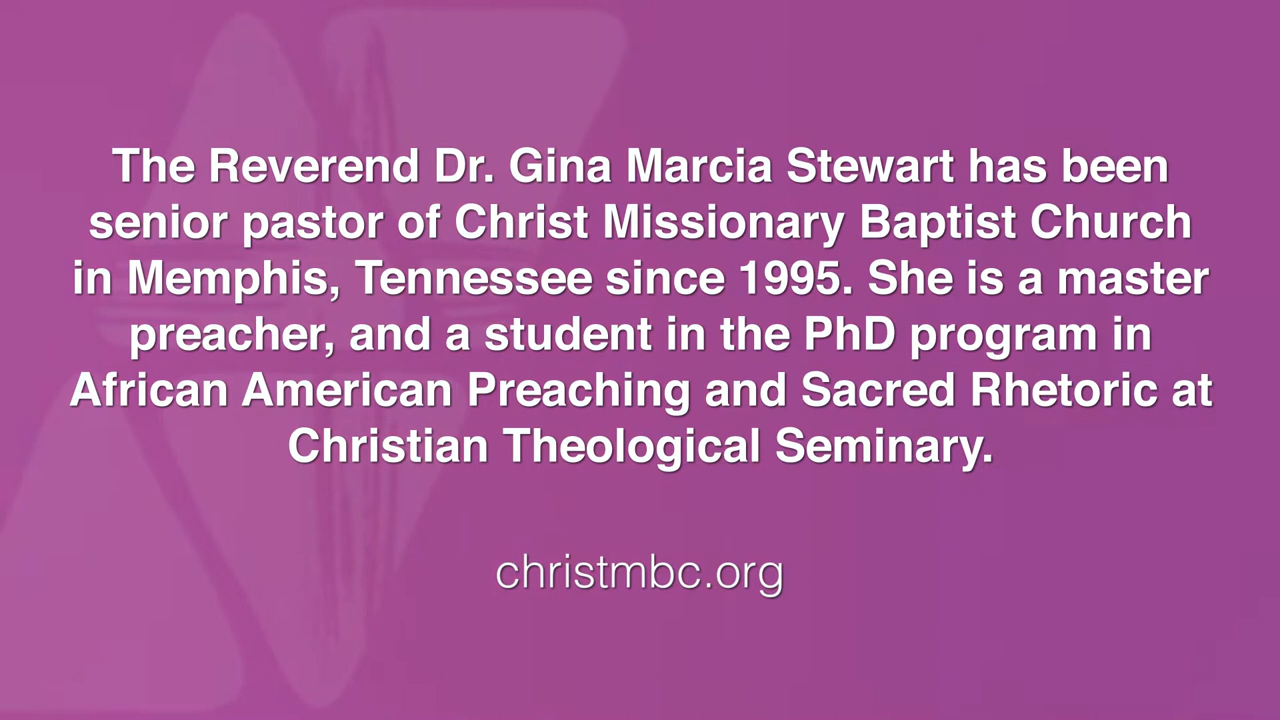 The Reverend Dr. Gina Marcia Stewart has been
senior pastor of Christ Missionary Baptist Church
in Memphis, Tennessee since 1995. She is a master
preacher, and a student in the PhD program in
African American Preaching and Sacred Rhetoric at
Christian Theological Seminary.
christmbc.org